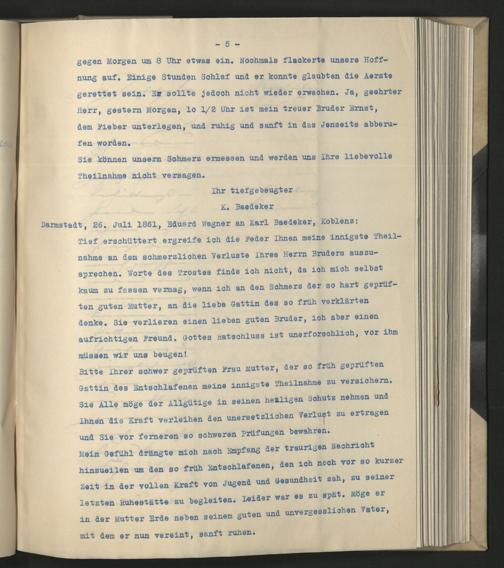 - 5 -
gegen Morgen um 8 Uhr etwas ein. Nochmals flackerte unsere Hoff-
nung auf. Einige Stunden Schlaf und er konnte glaubten die Aerzte
gerettet sein. Er sollte jedoch nicht wieder erwachen. Ja, geehrter
Herr, gestern Morgen, 10 1/2 Uhr ist mein treuer Bruder Ernst,
dem Fieber unterlegen, und ruhig und sanft in das Jenseits abberu-
fen worden.
Sie können unsern Schmerz ermessen und werden uns Ihre liebevolle
Theilnahme nicht versagen.
Ihr tiefgebeugter
K. Baedeker
Darmstadt, 26. Juli 1861, Eduard Wagner an Karl Baedeker, Koblenz:
Tief erschüttert ergreife ich die Feder Ihnen meine innigste Theil-
nahme an den schmerzlichen Verluste Ihres Herrn Bruders auszu-
sprechen. Worte des Trostes finde ich nicht, da ich mich selbst
kaum zu fassen vermag, wenn ich an den Schmerz der so hart geprüf-
ten guten Mutter, an die liebe Gattin des so früh verklärten
denke. Sie verlieren einen lieben guten Bruder, ich aber einen
aufrichtigen Freund. Gottes Ratschluss ist unerforschlich, vor ihm
müssen wir uns beugen!
Bitte Ihrer schwer geprüften Frau Mutter, der so früh geprüften
Gattin des Entschlafenen meine innigste Theilnahme zu versichern.
Sie Alle möge der Allgütige in seinen heiligen Schutz nehmen und
Ihnen die Kraft verleihen den unersetzlichen Verlust zu ertragen
und Sie vor ferneren so schweren Prüfungen bewahren.
Mein Gefühl drängte mich nach Empfang der traurigen Nachricht
hinzueilen um den so früh Entschlafenen, den ich noch vor so kurzer
Zeit in der vollen Kraft von Jugend und Gesundheit sah, zu seiner
letzten Ruhestätte zu begleiten. Leider war es zu spät. Möge er
in der Mutter Erde neben seinen guten und unvergesslichen Vater,
mit dem er nun vereint, sanft ruhen.